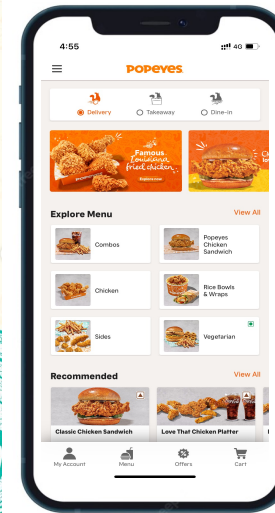 4:55
4G
POPEYES
Delivery
Takeaway
Dine-in
Famous
Louisiana
fried chicken
Explore Menu
View All
Combos
Popeyes
Chicken
Sandwich
Chicken
Rice Bowls
& Wraps
Sides
Vegetarian
Recommended
View All
Classic Chicken Sandwich
Love That Chicken Platter
My Account
Menu
Offers
Cart